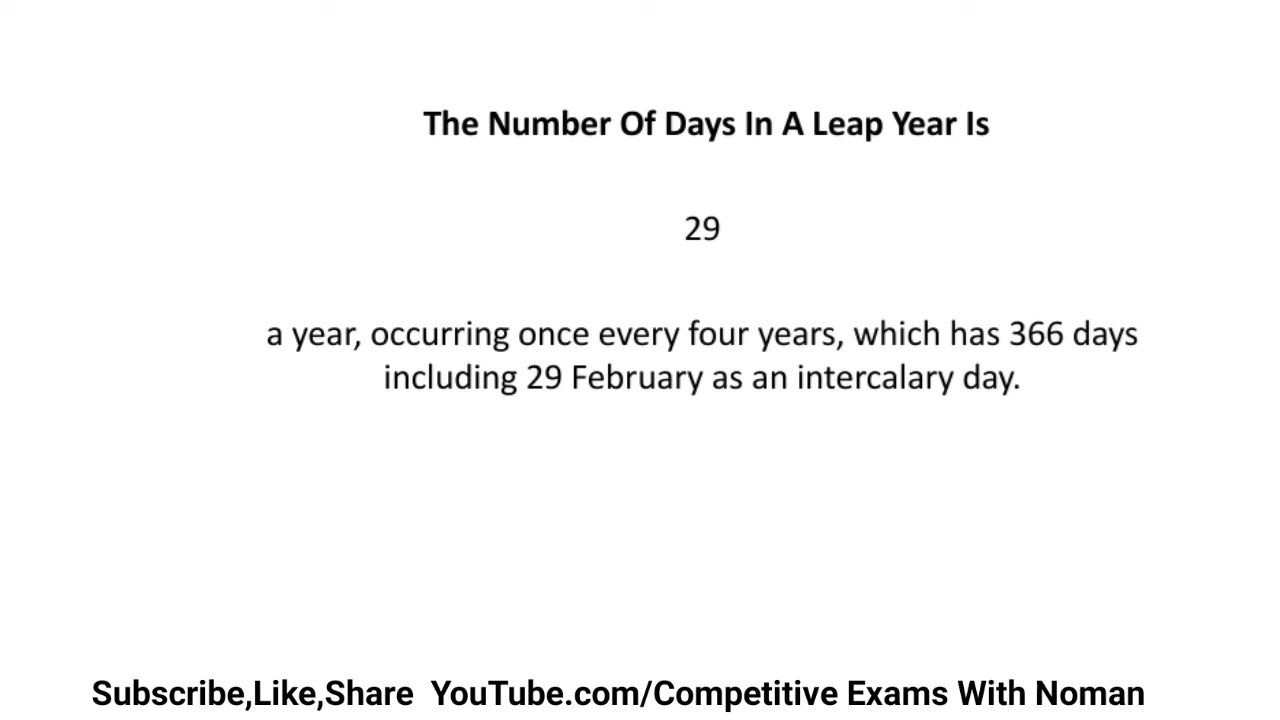 The Number Of Days In A Leap Year Is
29
a year, occurring once every four years, which has 366 days
including 29 February as an intercalary day.
Subscribe,Like,Share YouTube.com/Competitive Exams With Noman